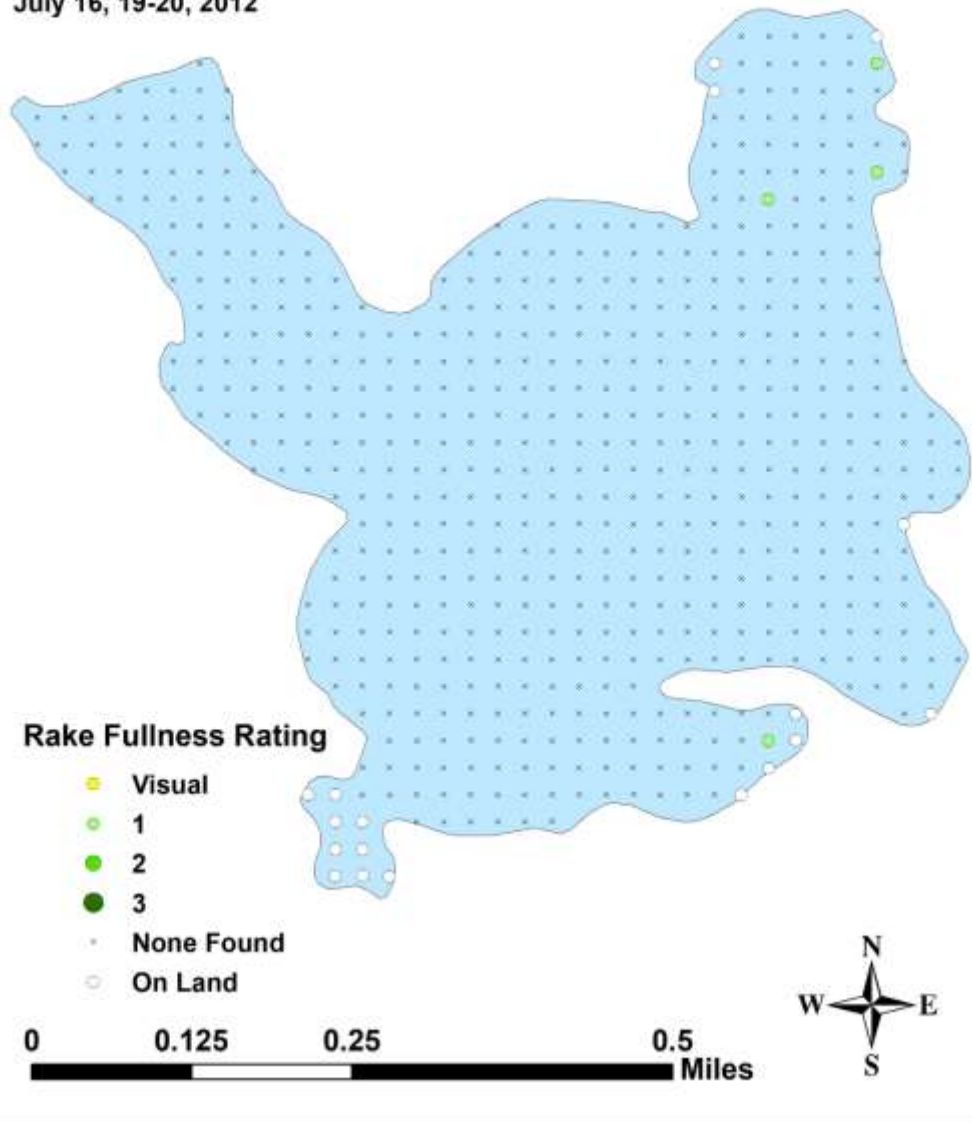 July 16, 19-20, 2012
Rake Fullness Rating
Visual
1
2
3
None Found
On Land
N
W E
S
0 0.125 0.25 0.5
Miles